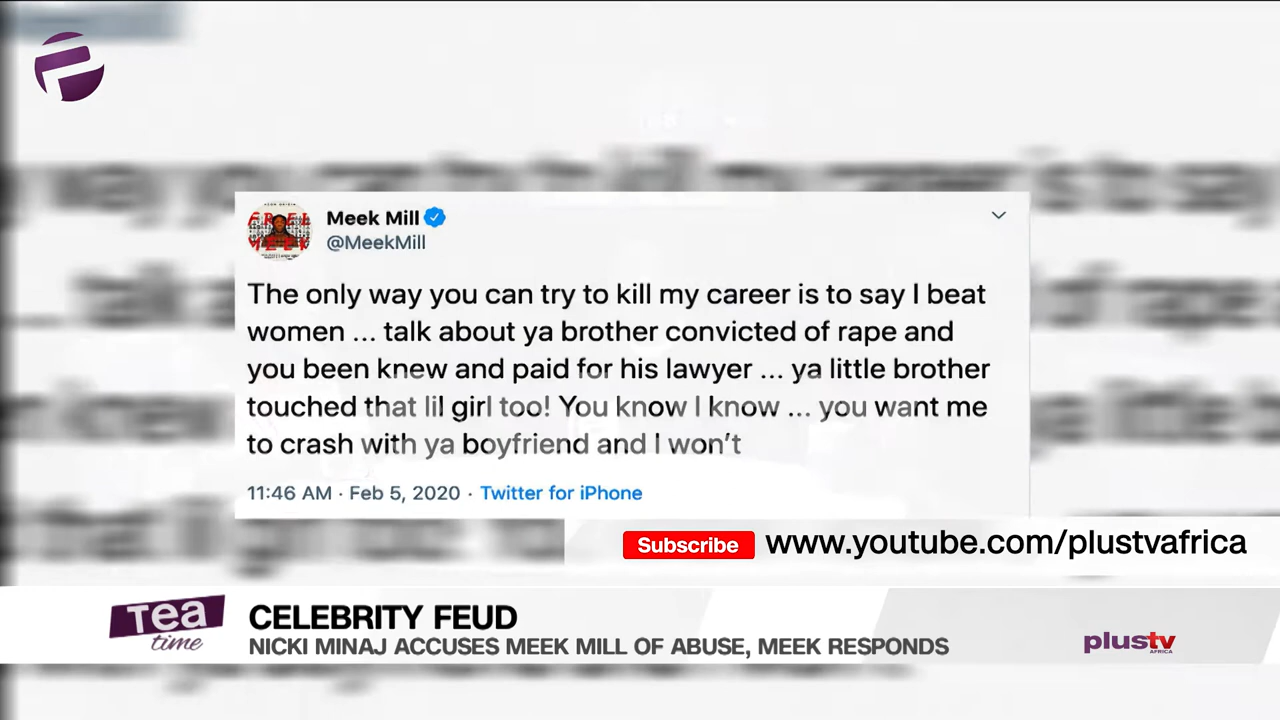 Meek Mill
@MeekMill
The only way you can try to kill my career is to say I beat
women ... talk about ya brother convicted of rape and
you been knew and paid for his lawyer ... ya little brother
touched that lil girl too! You know I know ... you want me
to crash with ya boyfriend and I won't
11:46 AM · Feb 5, 2020 · Twitter for iPhone
Subscribe www.youtube.com/plustvafrica
Tea
time
CELEBRITY FEUD
NICKI MINAJ ACCUSES MEEK MILL OF ABUSE, MEEK RESPONDS
plustv
AFRICA